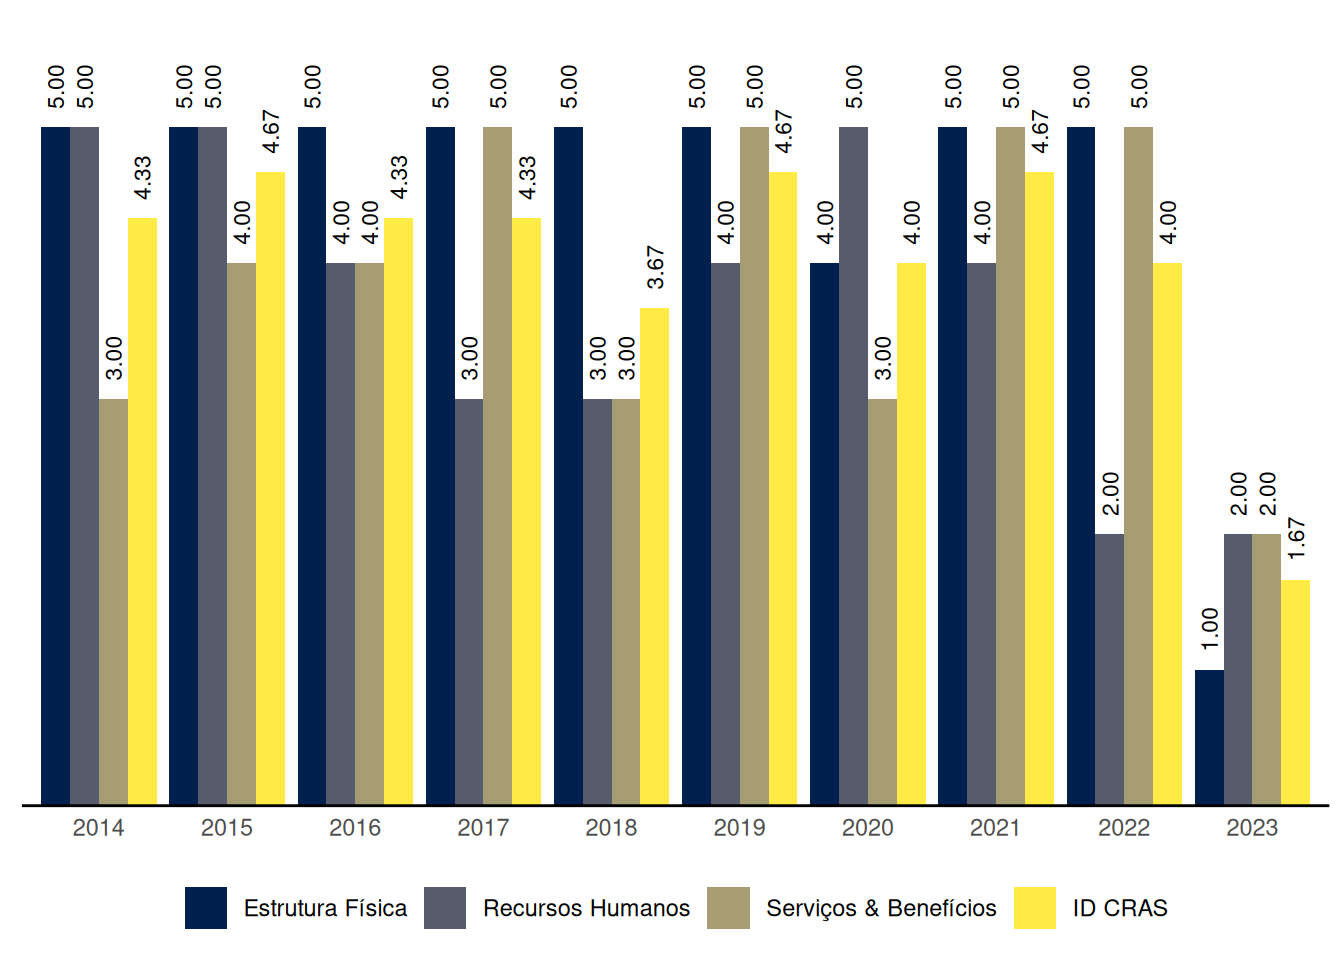 5.00 5.00 3.00 4.33
5.00 5.00 4.00 4.67
5.00 4.00 4.00 4.33
5.00 3.00 5.00 4.33
5.00 3.00 3.00 3.67
5.00 4.00 5.00 4.67
4.00 5.00 3.00 4.00
5.00 4.00 5.00 4.67
5.00 2.00 5.00 4.00
1.00 2.00 2.00 1.67
2014 2015 2016 2017 2018 2019 2020 2021 2022 2023
Estrutura Física Recursos Humanos Serviços & Benefícios ID CRAS